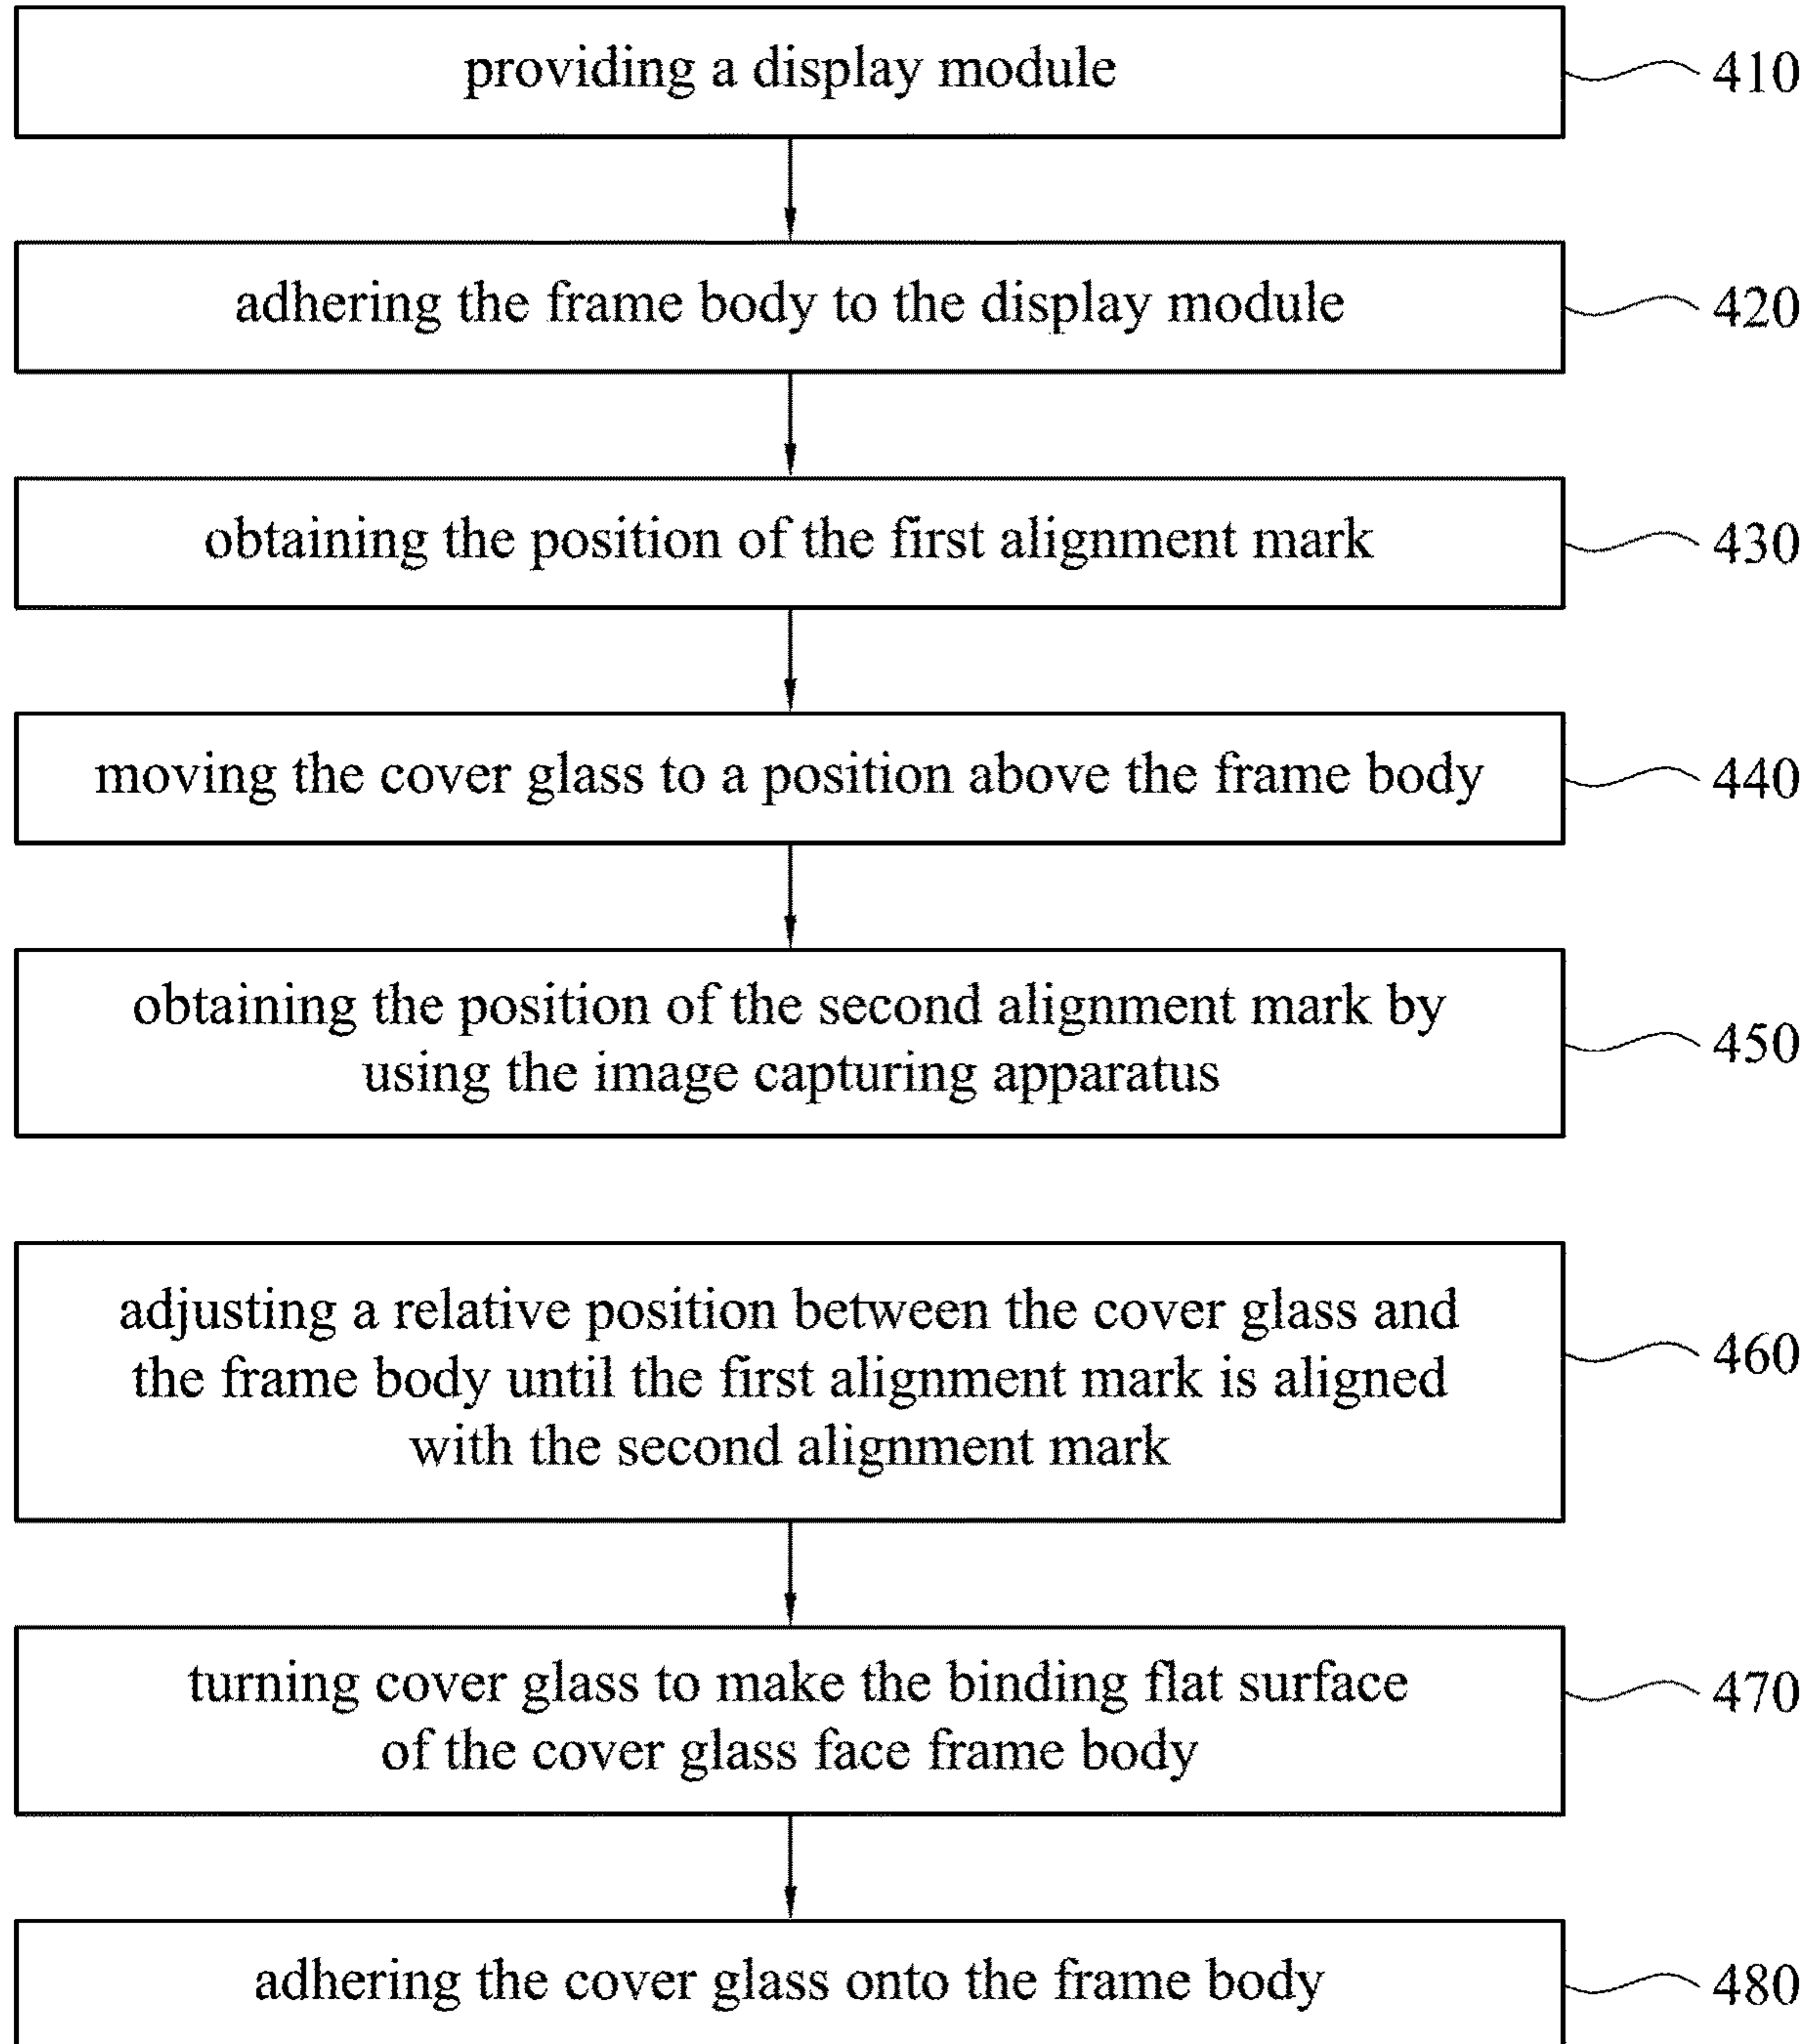 providing a display module
410
adhering the frame body to the display module
420
obtaining the position of the first alignment mark
430
moving the cover glass to a position above the frame body
440
obtaining the position of the second alignment mark by
using the image capturing apparatus
450
adjusting a relative position between the cover glass and
the frame body until the first alignment mark is aligned
with the second alignment mark
460
turning cover glass to make the binding flat surface
of the cover glass face frame body
470
adhering the cover glass onto the frame body
480